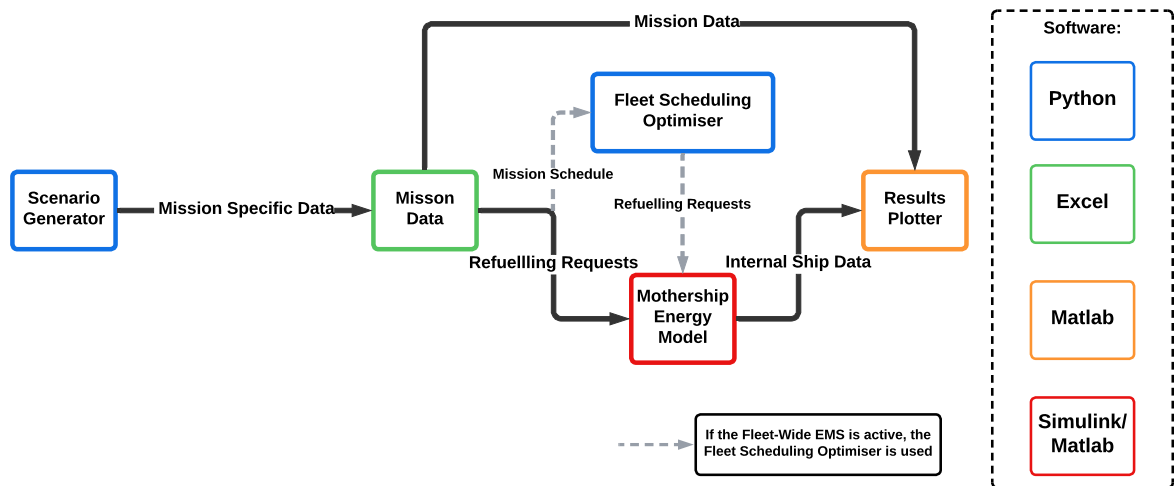 Mission Data
Software:
Python
Fleet Scheduling
Optimiser
Mission Schedule
Scenario
Generator
Mission Specific Data
Misson
Data
Refuelling Requests
Results
Plotter
Excel
Refuellling Requests
Internal Ship Data
Mothership
Energy
Model
Matlab
If the Fleet-Wide EMS is active, the
Fleet Scheduling Optimiser is used
Simulink/
Matlab